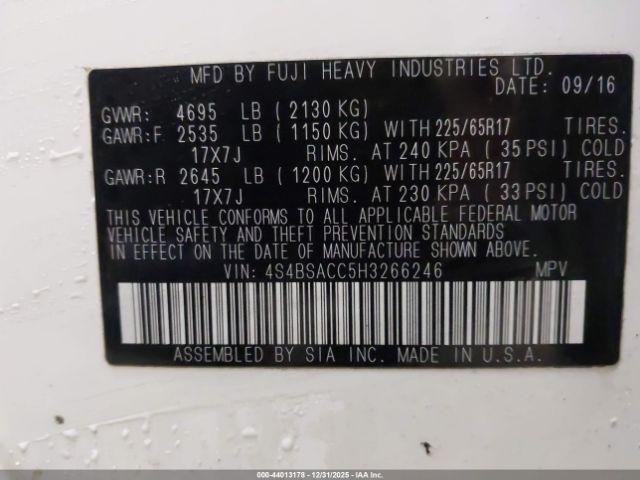 MFD BY FUJI HEAVY INDUSTRIES LTD.
DATE: 09/16
GVWR: 4695 LB (2130 KG)
GAWR:F 2535 LB (1150 KG) WITH 225/65R17 TIRES.
17X7J RIMS. AT 240 KPA (35 PSI) COLD
GAWR:R 2645 LB (1200 KG) WITH 225/65R17 TIRES.
17X7J RIMS. AT 230 KPA (33 PSI) COLD
THIS VEHICLE CONFORMS TO ALL APPLICABLE FEDERAL MOTOR
VEHICLE SAFETY AND THEFT PREVENTION STANDARDS
IN EFFECT ON THE DATE OF MANUFACTURE SHOWN ABOVE.
VIN: 4S4BSACC5H3266246 MPV
ASSEMBLED BY SIA INC. MADE IN U.S.A.
000-44013178 - 12/31/2025 - IAA Inc.